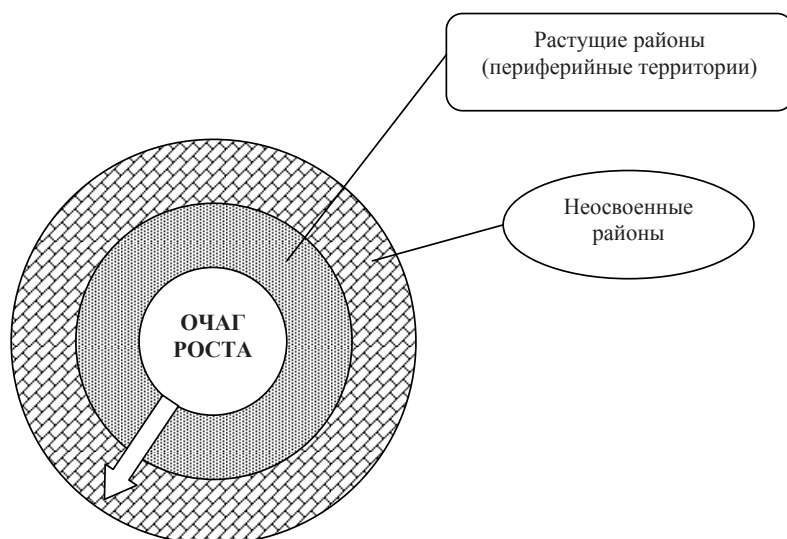 Растущие районы
(периферийные территории)
Неосвоенные
районы
ОЧАГ
РОСТА